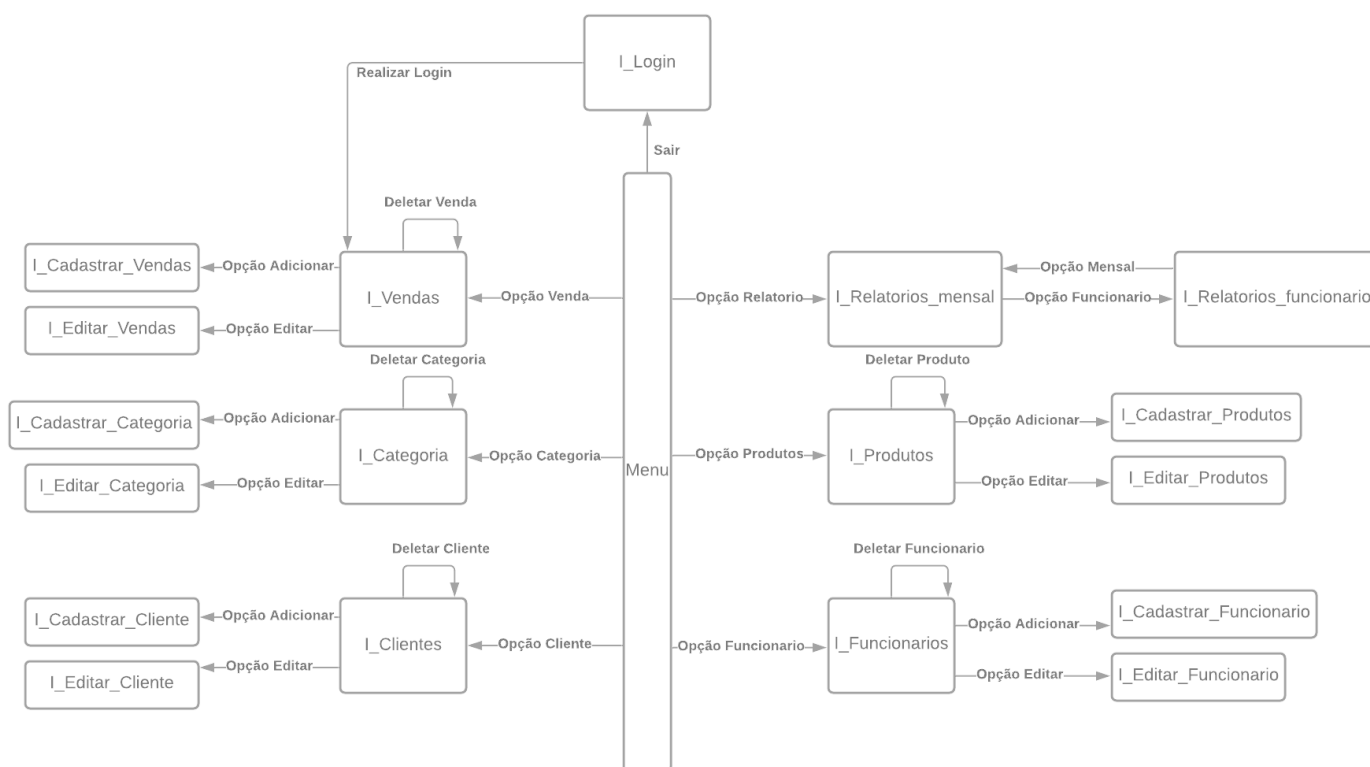 I_Login
Realizar Login
Sair
Deletar Venda
I_Cadastrar_Vendas
Opção Adicionar
I_Vendas
Opção Venda
I_Editar_Vendas
Opção Editar
Opção Relatorio
I_Relatorios_mensal
Opção Mensal
Opção Funcionario
I_Relatorios_funcionario
Deletar Categoria
I_Cadastrar_Categoria
Opção Adicionar
I_Categoria
Opção Categoria
I_Editar_Categoria
Opção Editar
Menu
Deletar Produto
Opção Produtos
I_Produtos
Opção Adicionar
I_Cadastrar_Produtos
Opção Editar
I_Editar_Produtos
Deletar Cliente
I_Cadastrar_Cliente
Opção Adicionar
I_Clientes
Opção Cliente
I_Editar_Cliente
Opção Editar
Deletar Funcionario
Opção Funcionario
I_Funcionarios
Opção Adicionar
I_Cadastrar_Funcionario
Opção Editar
I_Editar_Funcionario